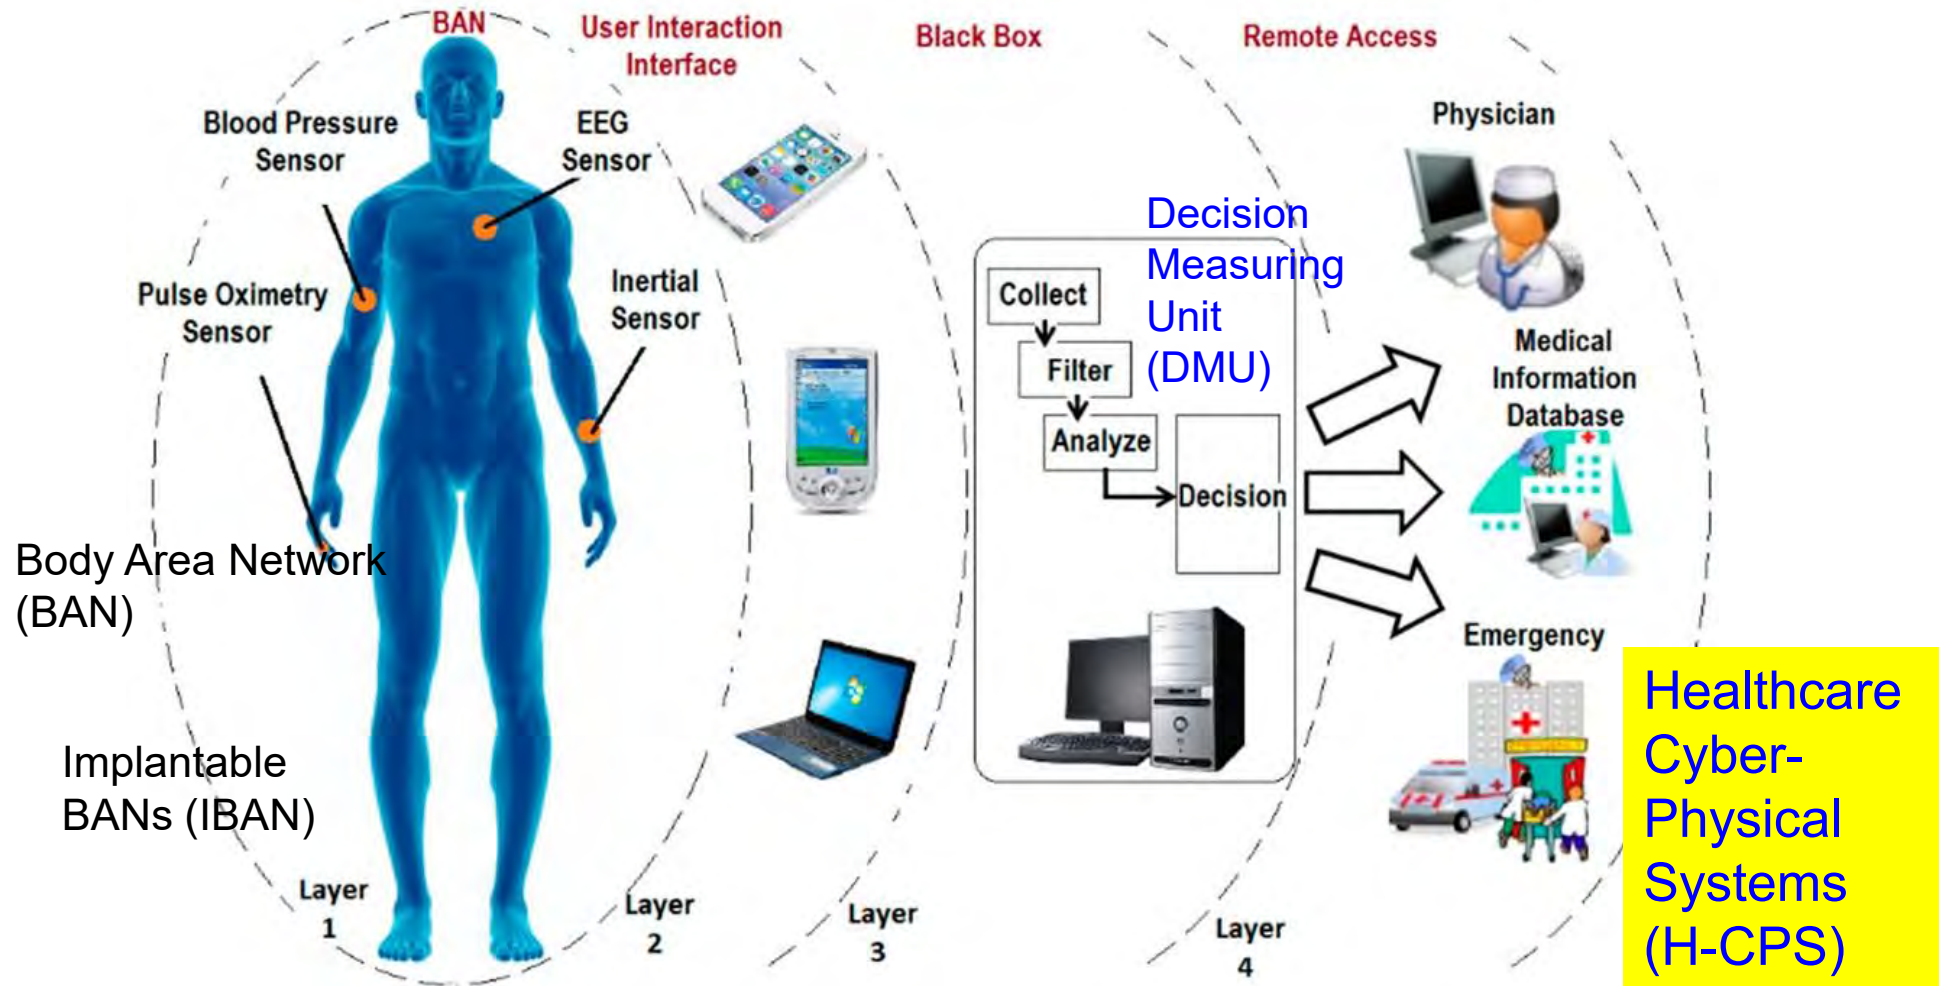 BAN
User Interaction
Interface
Black Box
Remote Access
Blood Pressure
Sensor
EEG
Sensor
Pulse Oximetry
Sensor
Inertial
Sensor
Body Area Network
(BAN)
Implantable
BANs (IBAN)
Decision
Measuring
Unit
(DMU)
Collect
Filter
Analyze
Decision
Physician
Medical
Information
Database
Emergency
Healthcare
Cyber-
Physical
Systems
(H-CPS)
Layer
1
Layer
2
Layer
3
Layer
4